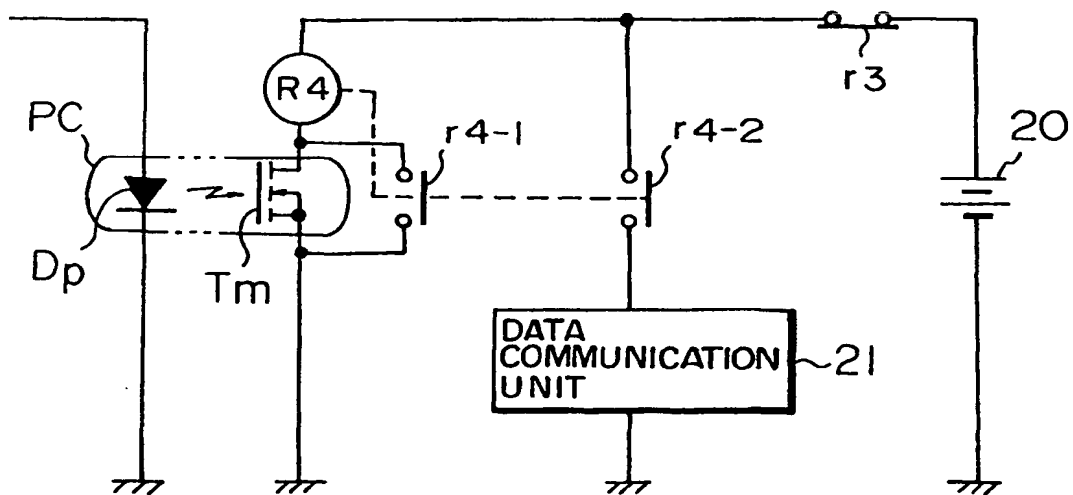 r3
R4
PC
r4-1
r4-2
20
Dp
Tm
DATA
COMMUNICATION
UNIT
21